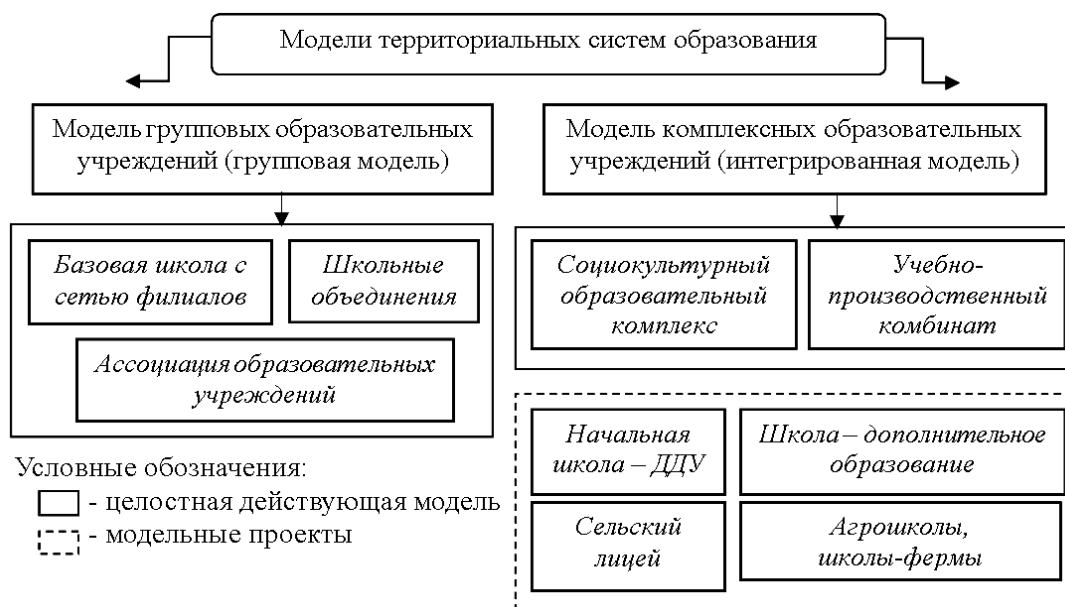 Модели территориальных систем образования
Модель групповых образовательных
учреждений (групповая модель)
Модель комплексных образовательных
учреждений (интегрированная модель)
Базовая школа с
сетью филиалов
Школьные
объединения
Ассоциация образовательных
учреждений
Социокультурный
образовательный
комплекс
Учебно-
производственный
комбинат
Начальная
школа – ДДУ
Школа – дополнительное
образование
Сельский
лицей
Агрошколы,
школы-фермы
Условные обозначения:
- целостная действующая модель
- модельные проекты